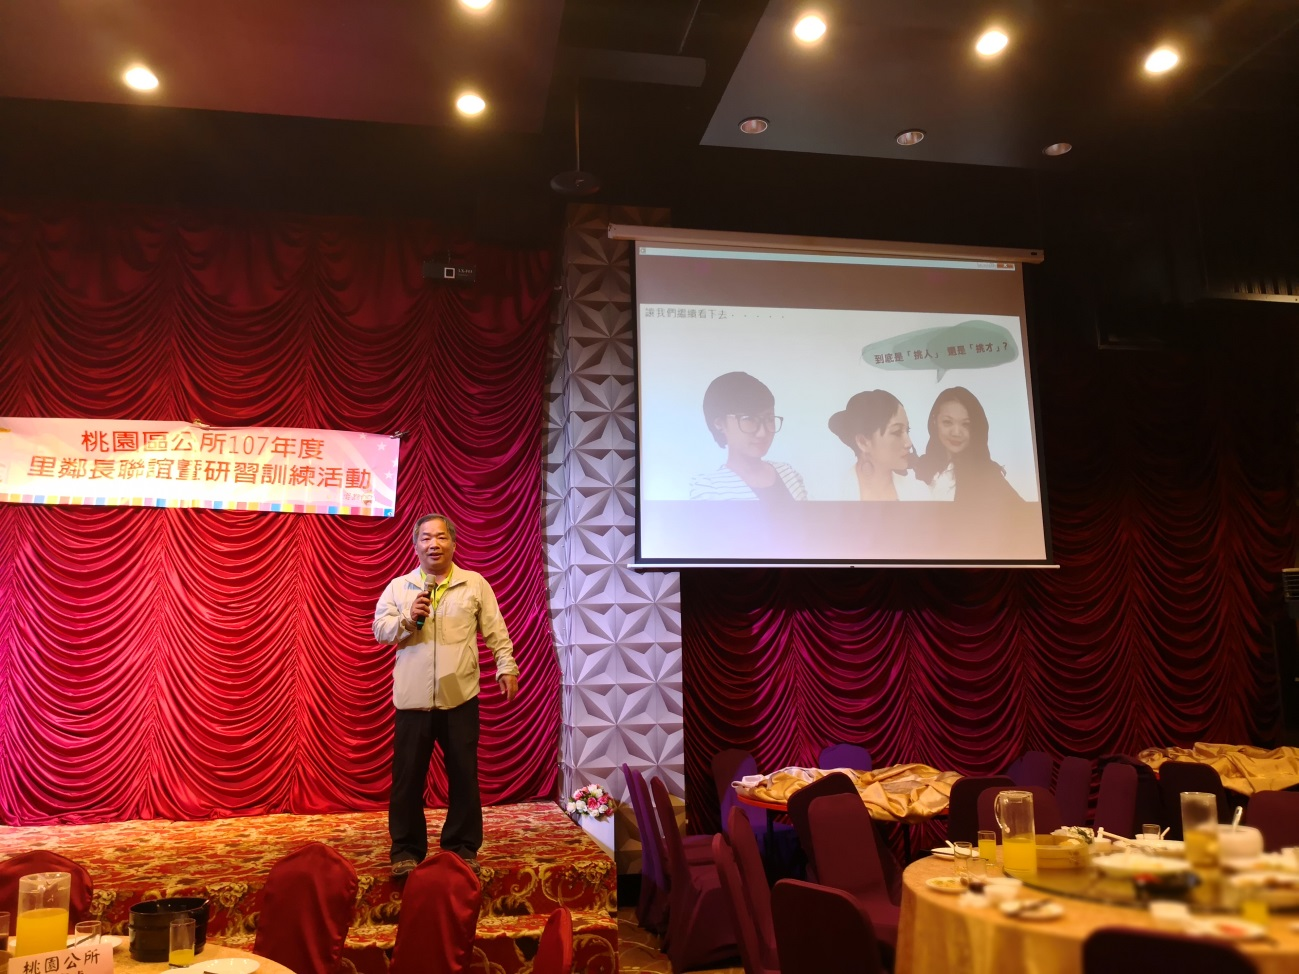 桃園區公所107年度
里鄰長聯誼暨研習訓練活動
讓我們繼續看下去．．．．．．
到底是「挑人」 還是「挑才」?
桃園公所